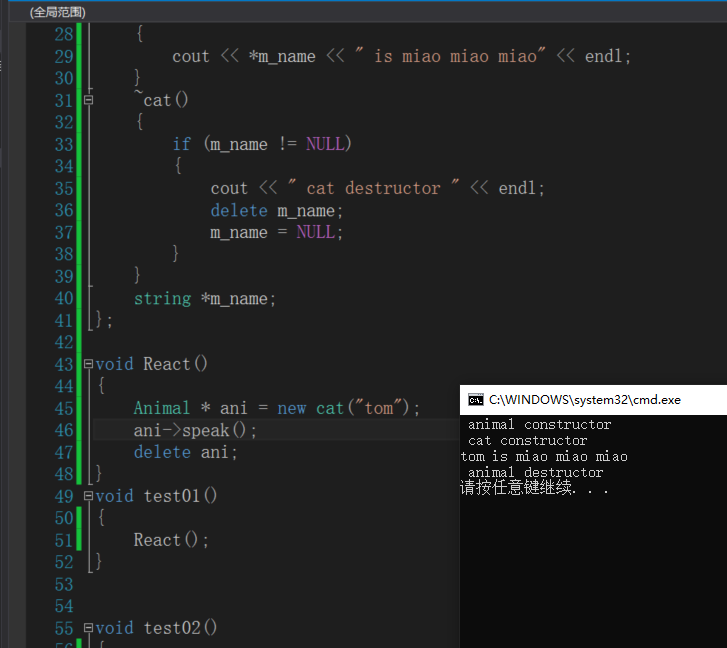 (全局范围)
28 {
29 cout << *m_name << " is miao miao miao" << endl;
30 }
31 ~cat()
32 {
33 if (m_name != NULL)
34 {
35 cout << " cat destructor " << endl;
36 delete m_name;
37 m_name = NULL;
38 }
39 }
40 string *m_name;
41 };
42
43 void React()
44 {
45 Animal * ani = new cat("tom");
46 ani->speak();
47 delete ani;
48 }
49 void test01()
50 {
51 React();
52 }
53
54
55 void test02()
56 {
C:\WINDOWS\system32\cmd.exe
animal constructor
cat constructor
tom is miao miao miao
animal destructor
请按任意键继续. . .